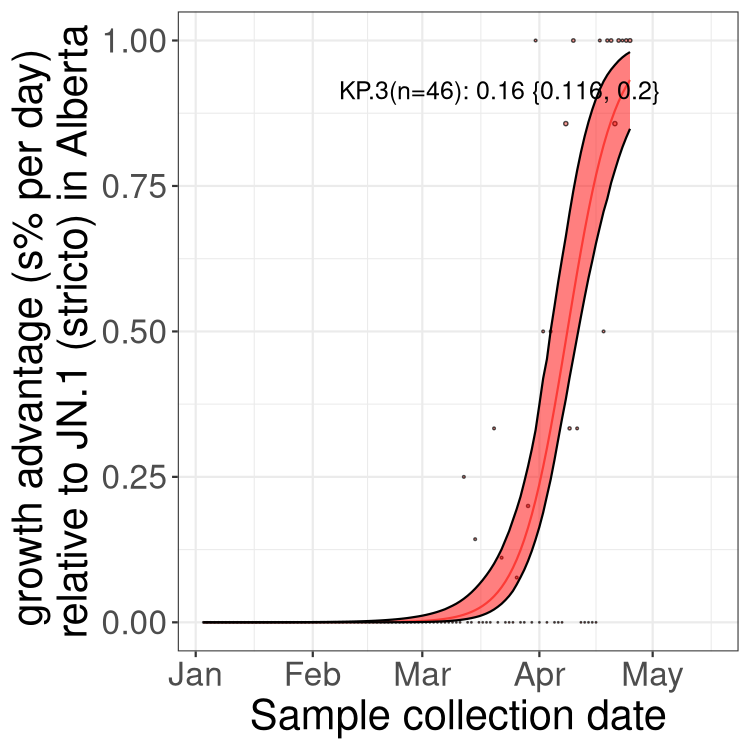 growth advantage (s% per day)
relative to JN.1 (stricto) in Alberta
1.00
0.75
0.50
0.25
0.00
KP.3(n=46): 0.16 {0.116, 0.2}
Jan Feb Mar Apr May
Sample collection date